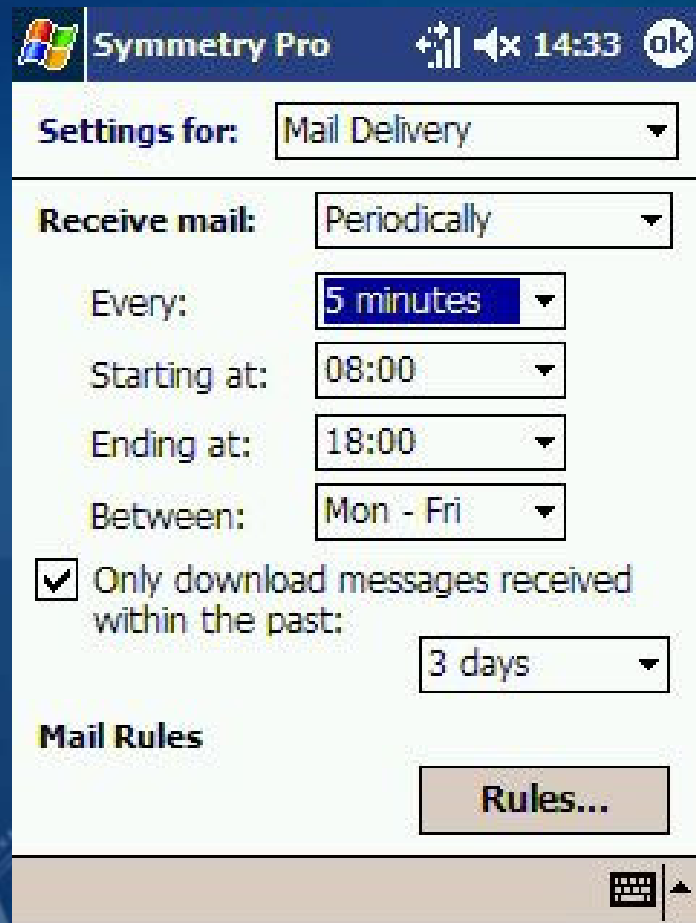 Symmetry Pro 14:33 ok
Settings for: Mail Delivery
Receive mail: Periodically
Every: 5 minutes
Starting at: 08:00
Ending at: 18:00
Between: Mon - Fri
Only download messages received
within the past:
3 days
Mail Rules
Rules...